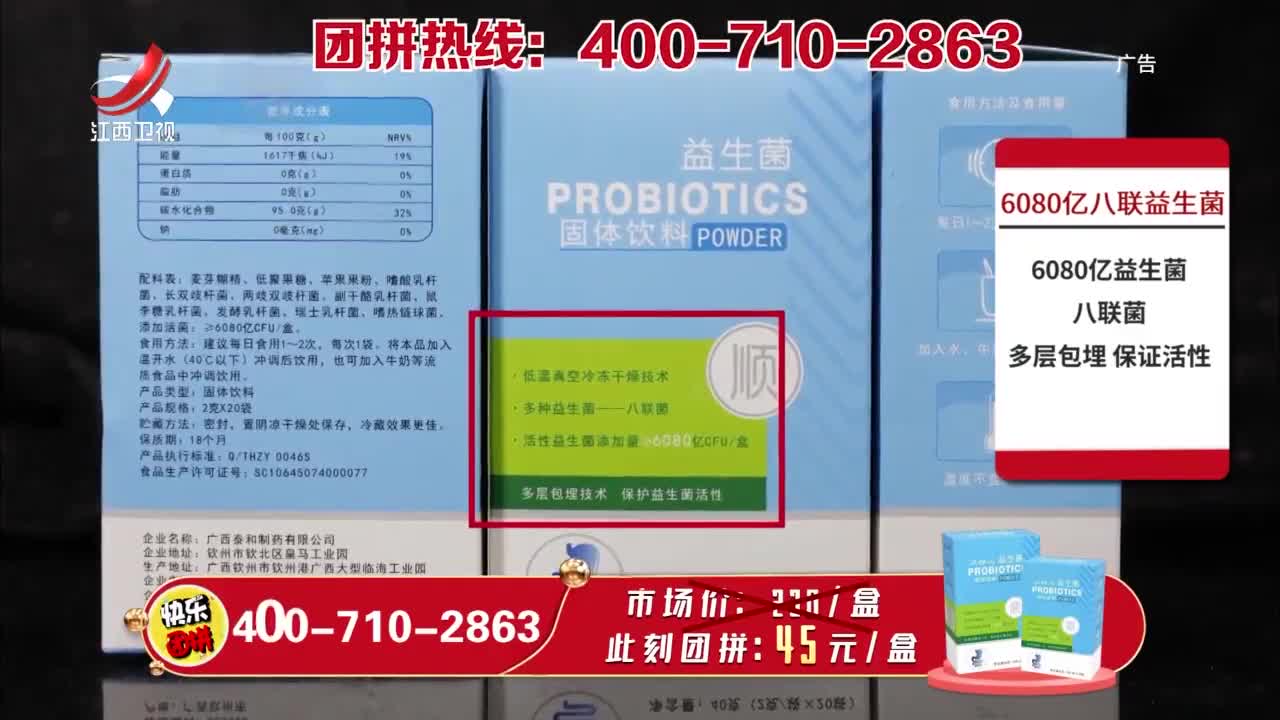 团拼热线：400-710-2863
广告
江西卫视
营养成分表
每100克(g) NRV%
能量 1617千焦(kJ) 19%
蛋白质 0克(g) 0%
脂肪 0克(g) 0%
碳水化合物 95.0克(g) 32%
钠 0毫克(mg) 0%
配料表：麦芽糊精、低聚果糖、苹果果粉、嗜酸乳杆
菌、长双歧杆菌、两歧双歧杆菌、副干酪乳杆菌、鼠
李糖乳杆菌、发酵乳杆菌、瑞士乳杆菌、嗜热链球菌，
添加活菌：≥6080亿CFU/盒。
食用方法：建议每日食用1～2次，每次1袋。将本品加入
温开水（40℃以下）冲调后饮用，也可加入牛奶等流
质食品中冲调饮用。
产品类型：固体饮料
产品规格：2克X20袋
贮藏方法：密封，置阴凉干燥处保存，冷藏效果更佳。
保质期：18个月
产品执行标准：Q/THZY 0046S
食品生产许可证号：SC10645074000077
企业名称：广西泰和制药有限公司
企业地址：钦州市钦北区皇马工业园
生产地址：广西钦州市钦州港广西大型临海工业园
益生菌
PROBIOTICS
固体饮料 POWDER
顺
·低温真空冷冻干燥技术
·多种益生菌——八联菌
·活性益生菌添加量≥6080亿CFU/盒
多层包埋技术 保护益生菌活性
食用方法及食用量
每日1～2
加入水、牛
温度不
6080亿八联益生菌
6080亿益生菌
八联菌
多层包埋 保证活性
快乐
团拼
400-710-2863
市场价： /盒
此刻团拼：45元/盒
益生菌
PROBIOTICS
POWDER
益生菌
PROBIOTICS